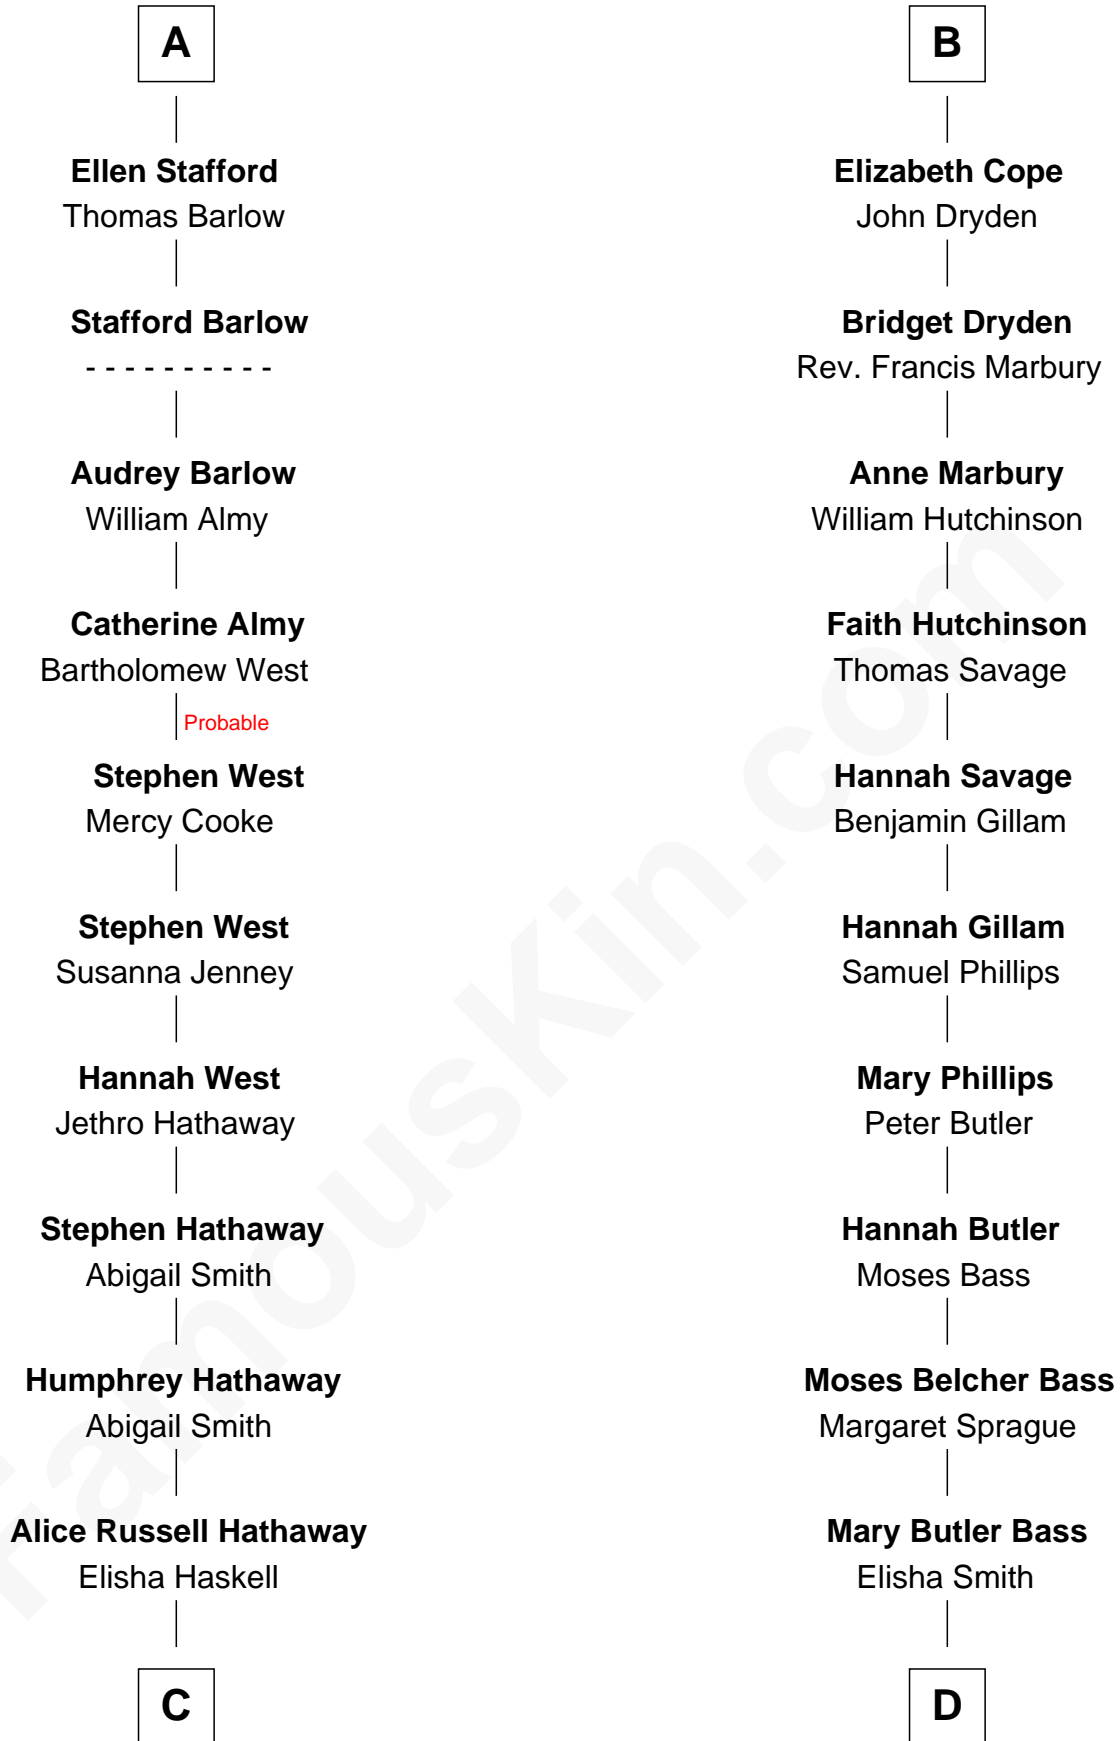 A
Ellen Stafford
Thomas Barlow
Stafford Barlow
- - - - - - - - - -
Audrey Barlow
William Almy
Catherine Almy
Bartholomew West
Probable
Stephen West
Mercy Cooke
Stephen West
Susanna Jenney
Hannah West
Jethro Hathaway
Stephen Hathaway
Abigail Smith
Humphrey Hathaway
Abigail Smith
Alice Russell Hathaway
Elisha Haskell
C
B
Elizabeth Cope
John Dryden
Bridget Dryden
Rev. Francis Marbury
Anne Marbury
William Hutchinson
Faith Hutchinson
Thomas Savage
Hannah Savage
Benjamin Gillam
Hannah Gillam
Samuel Phillips
Mary Phillips
Peter Butler
Hannah Butler
Moses Bass
Moses Belcher Bass
Margaret Sprague
Mary Butler Bass
Elisha Smith
D
FamousKin.com